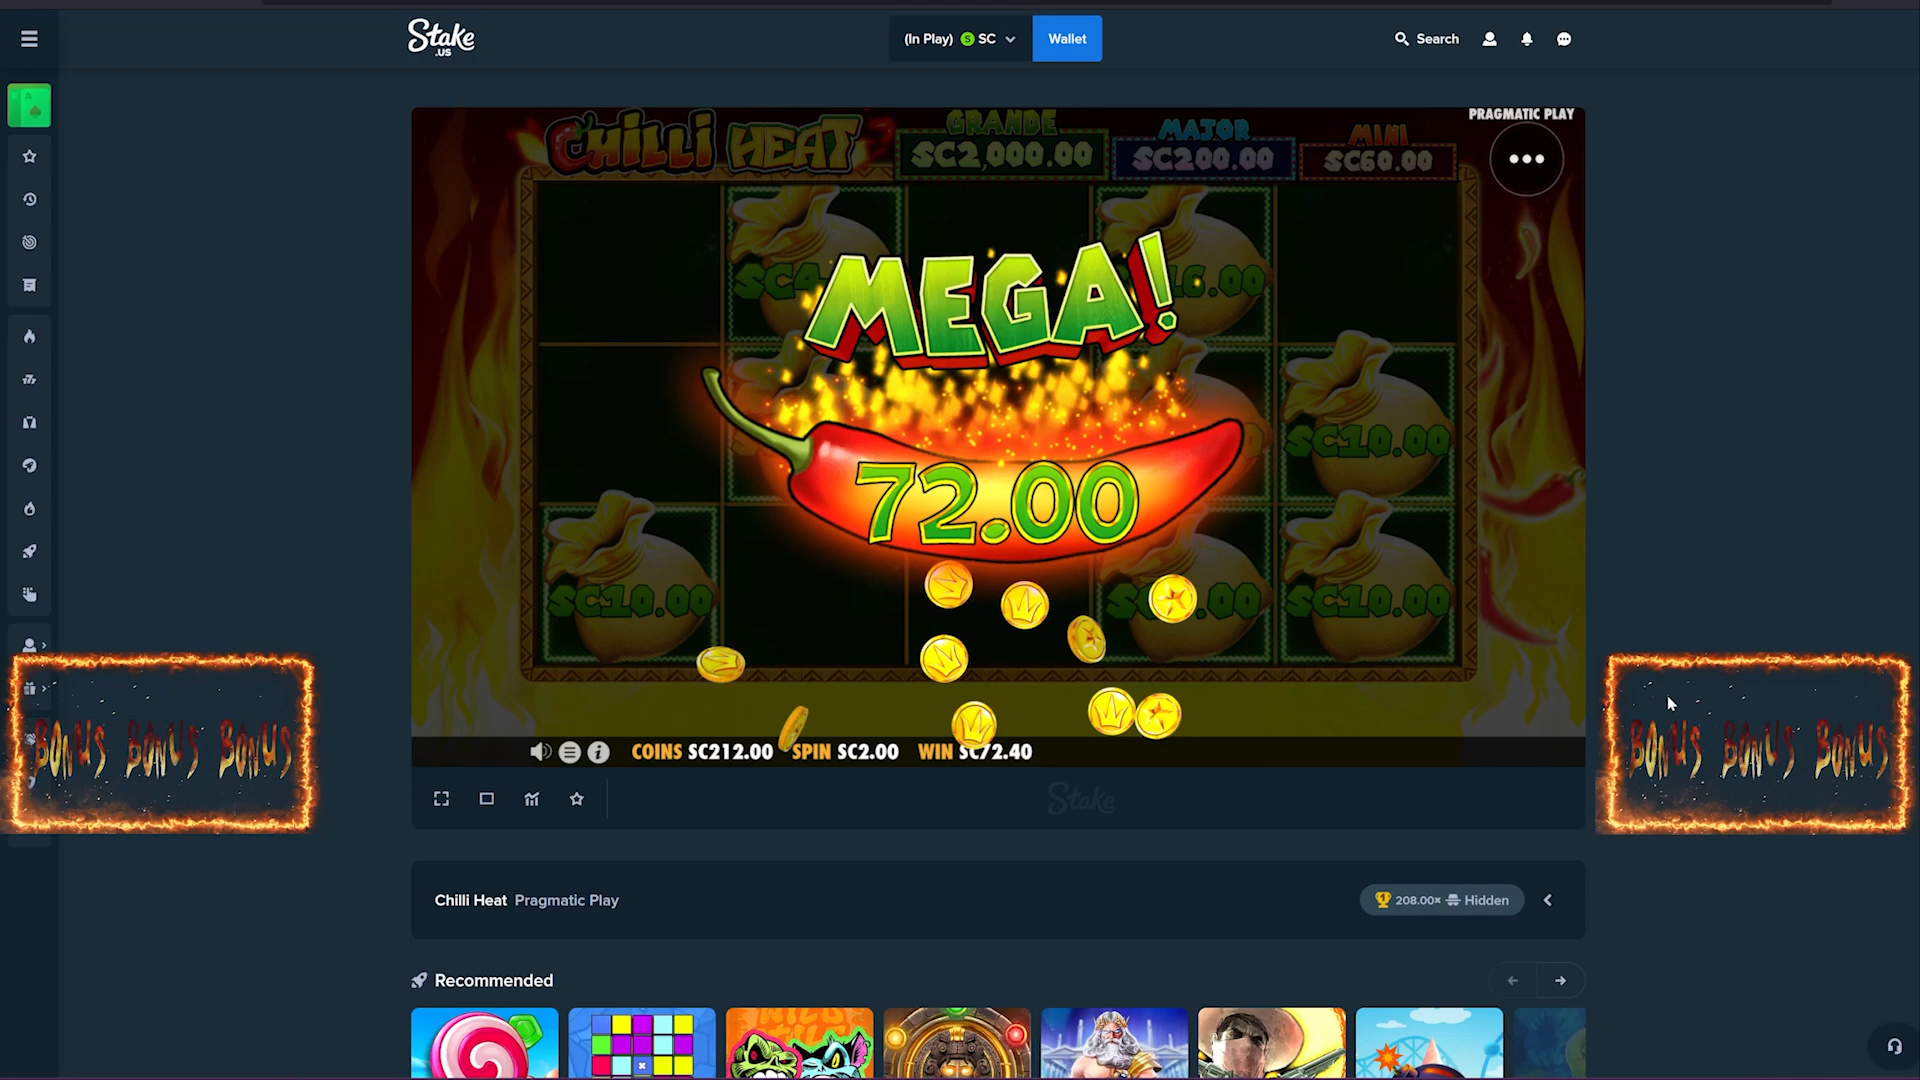 Stake
.US
(In Play) SC
Wallet
Search
PRAGMATIC PLAY
CHILLI HEAT
GRANDE
SC2,000.00
MAJOR
SC200.00
MINI
SC60.00
MEGA!
72.00
SC10.00
SC10.00
SC10.00
COINS SC212.00 SPIN SC2.00 WIN SC72.40
BONUS BONUS BONUS
BONUS BONUS BONUS
Stake
Chilli Heat Pragmatic Play
208.00× Hidden
Recommended